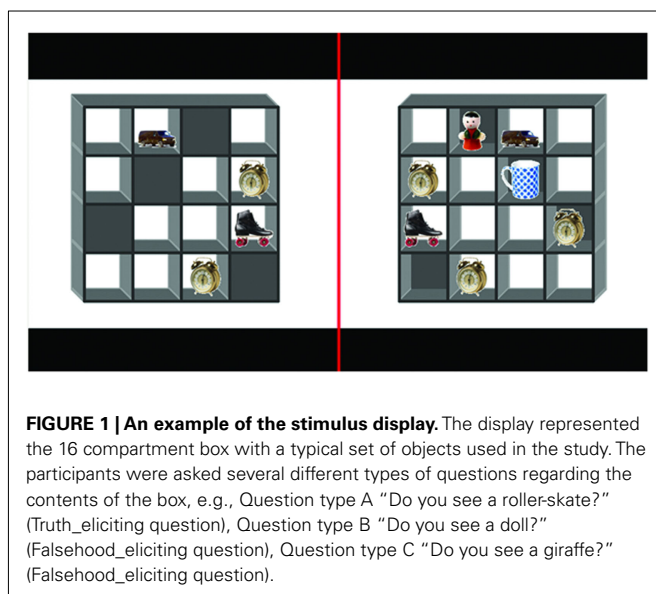 FIGURE 1 | An example of the stimulus display. The display represented
the 16 compartment box with a typical set of objects used in the study. The
participants were asked several different types of questions regarding the
contents of the box, e.g., Question type A “Do you see a roller-skate?”
(Truth_eliciting question), Question type B “Do you see a doll?”
(Falsehood_eliciting question), Question type C “Do you see a giraffe?”
(Falsehood_eliciting question).